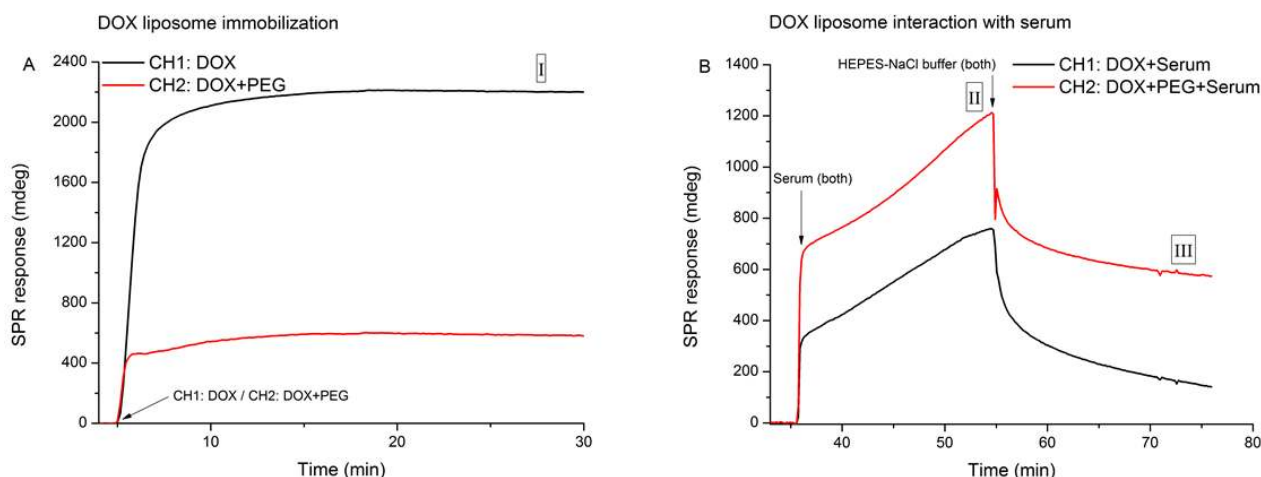 DOX liposome immobilization
A
CH1: DOX
CH2: DOX+PEG
I
SPR response (mdeg)
2400
2200
1800
1600
1200
800
400
0
CH1: DOX / CH2: DOX+PEG
10
20
30
Time (min)
DOX liposome interaction with serum
B
HEPES-NaCl buffer (both)
CH1: DOX+Serum
CH2: DOX+PEG+Serum
II
Serum (both)
III
SPR response (mdeg)
1400
1200
1000
800
600
400
200
0
40
50
60
70
80
Time (min)